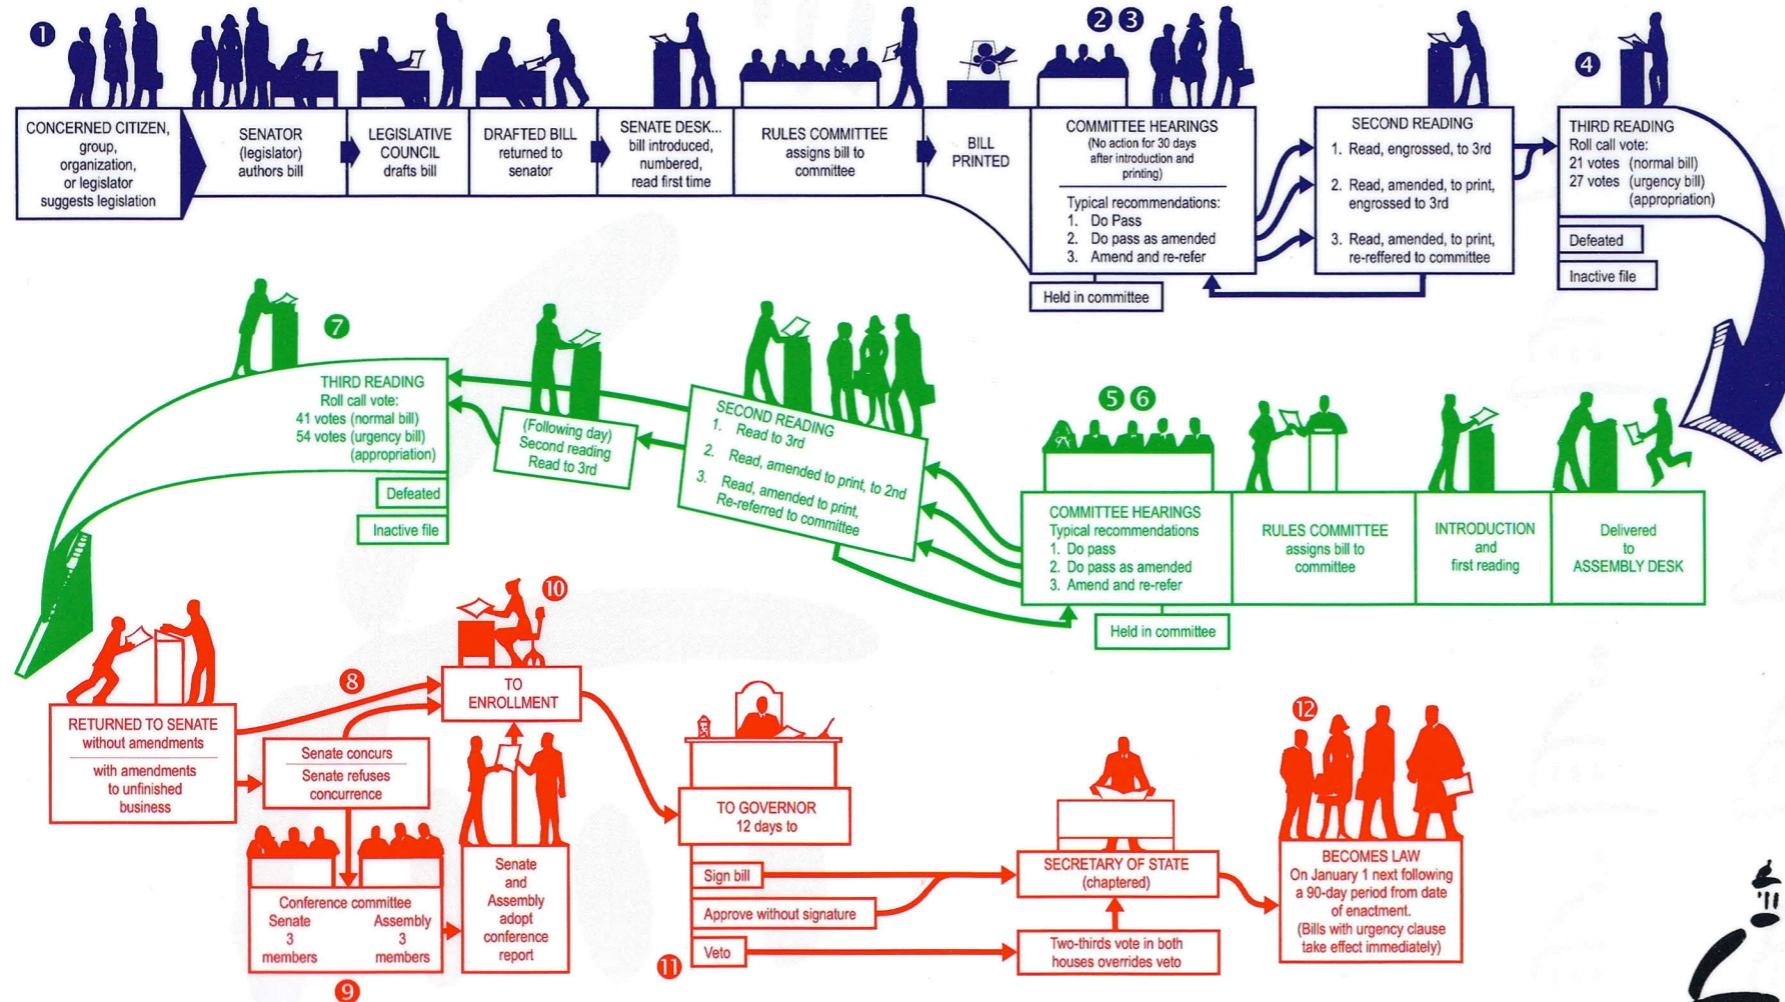 1
CONCERNED CITIZEN,
group,
organization,
or legislator
suggests legislation
SENATOR
(legislator)
authors bill
LEGISLATIVE
COUNCIL
drafts bill
DRAFTED BILL
returned to
senator
SENATE DESK...
bill introduced,
numbered,
read first time
RULES COMMITTEE
assigns bill to
committee
BILL
PRINTED
2 3
COMMITTEE HEARINGS
(No action for 30 days
after introduction and
printing)
Typical recommendations:
1. Do Pass
2. Do pass as amended
3. Amend and re-refer
Held in committee
SECOND READING
1. Read, engrossed, to 3rd
2. Read, amended, to print,
engrossed to 3rd
3. Read, amended, to print,
re-reffered to committee
4
THIRD READING
Roll call vote:
21 votes (normal bill)
27 votes (urgency bill)
(appropriation)
Defeated
Inactive file
Delivered
to
ASSEMBLY DESK
INTRODUCTION
and
first reading
RULES COMMITTEE
assigns bill to
committee
5 6
COMMITTEE HEARINGS
Typical recommendations
1. Do pass
2. Do pass as amended
3. Amend and re-refer
Held in committee
SECOND READING
1. Read to 3rd
2. Read, amended to print, to 2nd
3. Read, amended to print,
Re-referred to committee
(Following day)
Second reading
Read to 3rd
7
THIRD READING
Roll call vote:
41 votes (normal bill)
54 votes (urgency bill)
(appropriation)
Defeated
Inactive file
RETURNED TO SENATE
without amendments
with amendments
to unfinished
business
8
Senate concurs
Senate refuses
concurrence
Conference committee
Senate
3
members
Assembly
3
members
9
Senate
and
Assembly
adopt
conference
report
10
TO
ENROLLMENT
TO GOVERNOR
12 days to
Sign bill
Approve without signature
Veto
11
Two-thirds vote in both
houses overrides veto
SECRETARY OF STATE
(chaptered)
12
BECOMES LAW
On January 1 next following
a 90-day period from date
of enactment.
(Bills with urgency clause
take effect immediately)